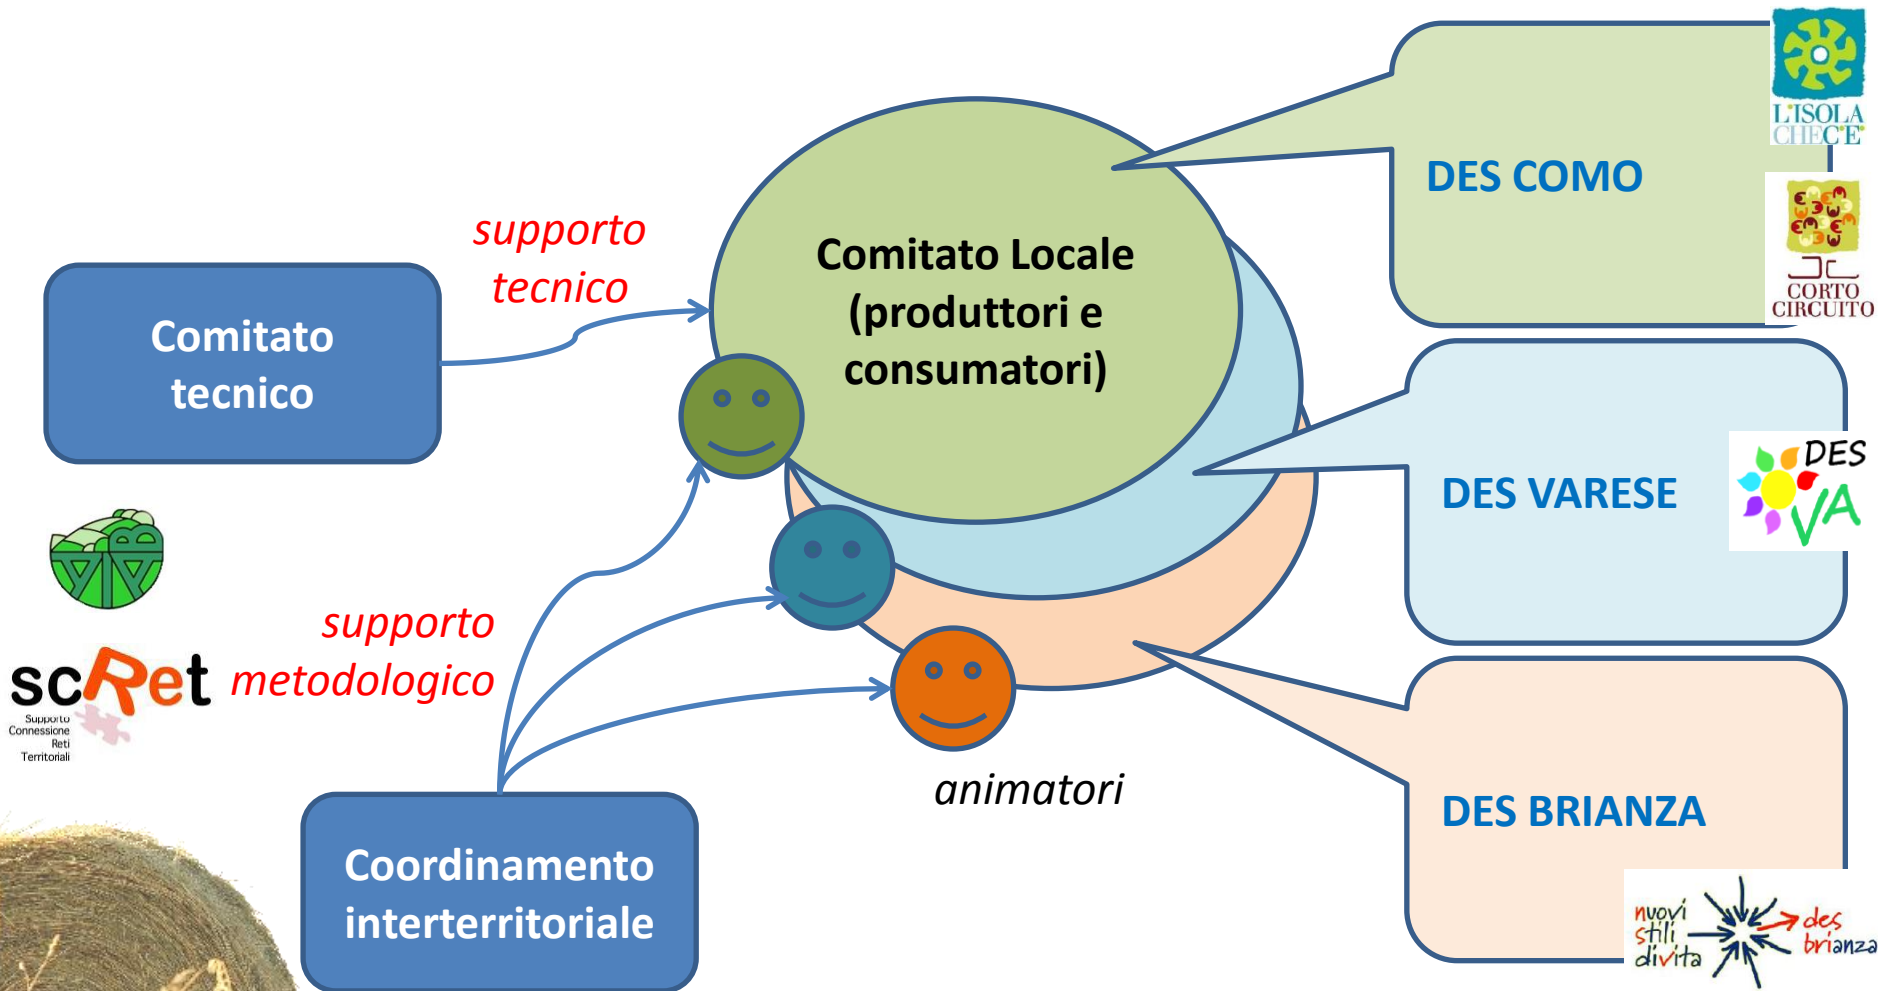 L'ISOLA
CHE C'E'
DES COMO
CORTO
CIRCUITO
supporto
tecnico
Comitato
tecnico
Comitato Locale
(produttori e
consumatori)
DES VARESE
DES
VA
AIAB
supporto
metodologico
scRet
Supporto
Connessione
Reti
Territoriali
animatori
DES BRIANZA
Coordinamento
interterritoriale
nuovi
stili
di vita
des
brianza